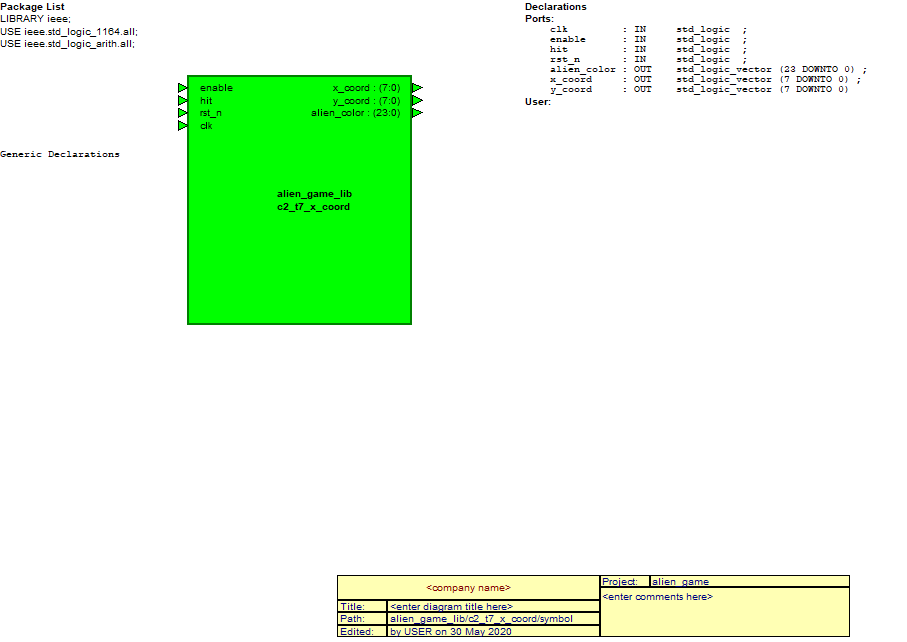 Package List
LIBRARY ieee;
USE ieee.std_logic_1164.all;
USE ieee.std_logic_arith.all;
Declarations
Ports:
clk : IN std_logic ;
enable : IN std_logic ;
hit : IN std_logic ;
rst_n : IN std_logic ;
alien_color : OUT std_logic_vector (23 DOWNTO 0) ;
x_coord : OUT std_logic_vector (7 DOWNTO 0) ;
y_coord : OUT std_logic_vector (7 DOWNTO 0)
User:
enable x_coord : (7:0)
hit y_coord : (7:0)
rst_n alien_color : (23:0)
clk
Generic Declarations
alien_game_lib
c2_t7_x_coord
<company name>
Title: <enter diagram title here>
Path: alien_game_lib/c2_t7_x_coord/symbol
Edited: by USER on 30 May 2020
Project: alien_game
<enter comments here>